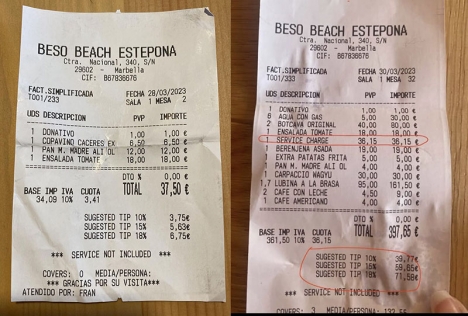 BESO BEACH ESTEPONA
Ctra. Nacional, 340, S/N
29602 - Marbella
CIF: B67836676
FACT.SIMPLIFICADA FECHA 28/03/2023
T001/233 SALA 1 MESA 2
UDS DESCRIPCION PVP IMPORTE
1 DONATIVO 1,00 1,00 €
1 COPAVINO CACERES EX 6,50 6,50 €
1 PAN M. MADRE ALI OL 12,00 12,00 €
1 ENSALADA TOMATE 18,00 18,00 €
DTO % 0,00 €
BASE IMP IVA CUOTA TOTAL 37,50 €
34,09 10% 3,41
SUGESTED TIP 10% 3,75€
SUGESTED TIP 15% 5,63€
SUGESTED TIP 18% 6,75€
*** SERVICE NOT INCLUDED ***
COVERS: 0 MEDIA/PERSONA:
*** GRACIAS POR SU VISITA***
ATENDIDO POR: FRAN
BESO BEACH ESTEPONA
Ctra. Nacional, 340, S/N
29602 - Marbella
CIF: B67836676
FACT.SIMPLIFICADA FECHA 30/03/2023
T001/233 SALA 1 MESA 32
UDS DESCRIPCION PVP IMPORTE
1 DONATIVO 1,00 1,00 €
6 AGUA CON GAS 5,00 30,00 €
2 BOTCAVA ORIGINAL 40,00 80,00 €
1 ENSALADA TOMATE 18,00 18,00 €
1 SERVICE CHARGE 36,15 36,15 €
1 BERENJENA ASADA 19,00 19,00 €
1 EXTRA PATATAS FRITA 5,00 5,00 €
1 PAN M. MADRE ALI OL 4,00 4,00 €
1 CARPACCIO WAGYU 30,00 30,00 €
1,7 LUBINA A LA BRASA 95,00 161,50 €
2 CAFE CON LECHE 4,50 9,00 €
1 CAFE AMERICANO 4,00 4,00 €
DTO % 0,00 €
BASE IMP IVA CUOTA TOTAL 397,65 €
361,50 10% 36,15
SUGESTED TIP 10% 39,77€
SUGESTED TIP 15% 59,65€
SUGESTED TIP 18% 71,58€
*** SERVICE NOT INCLUDED ***
COVERS: 3 MEDIA/PERSONA: 132,55